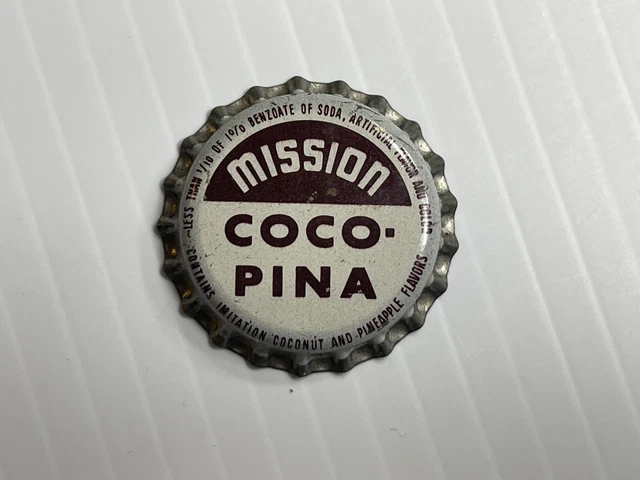 LESS THAN 1/10 OF 1% BENZOATE OF SODA, ARTIFICIAL FLAVOR AND COLOR
MISSION
COCO-
PINA
CONTAINS IMITATION COCONUT AND PINEAPPLE FLAVORS